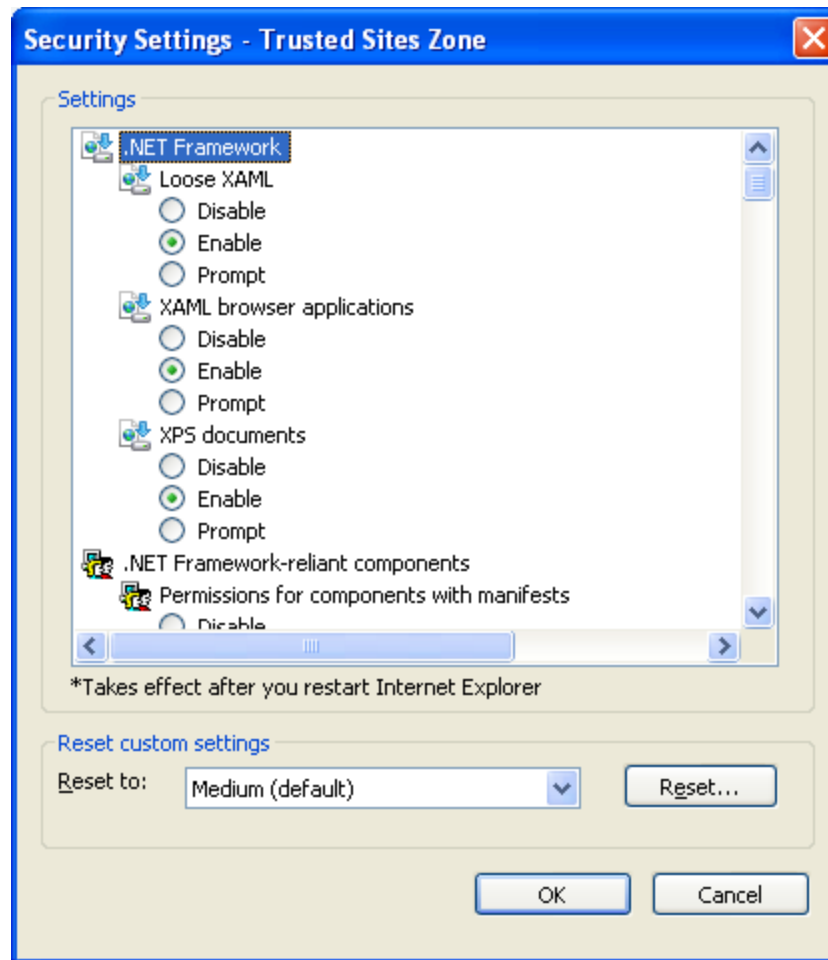 Security Settings - Trusted Sites Zone
Settings
.NET Framework
Loose XAML
Disable
Enable
Prompt
XAML browser applications
Disable
Enable
Prompt
XPS documents
Disable
Enable
Prompt
.NET Framework-reliant components
Permissions for components with manifests
Disable
*Takes effect after you restart Internet Explorer
Reset custom settings
Reset to: Medium (default) Reset...
OK Cancel